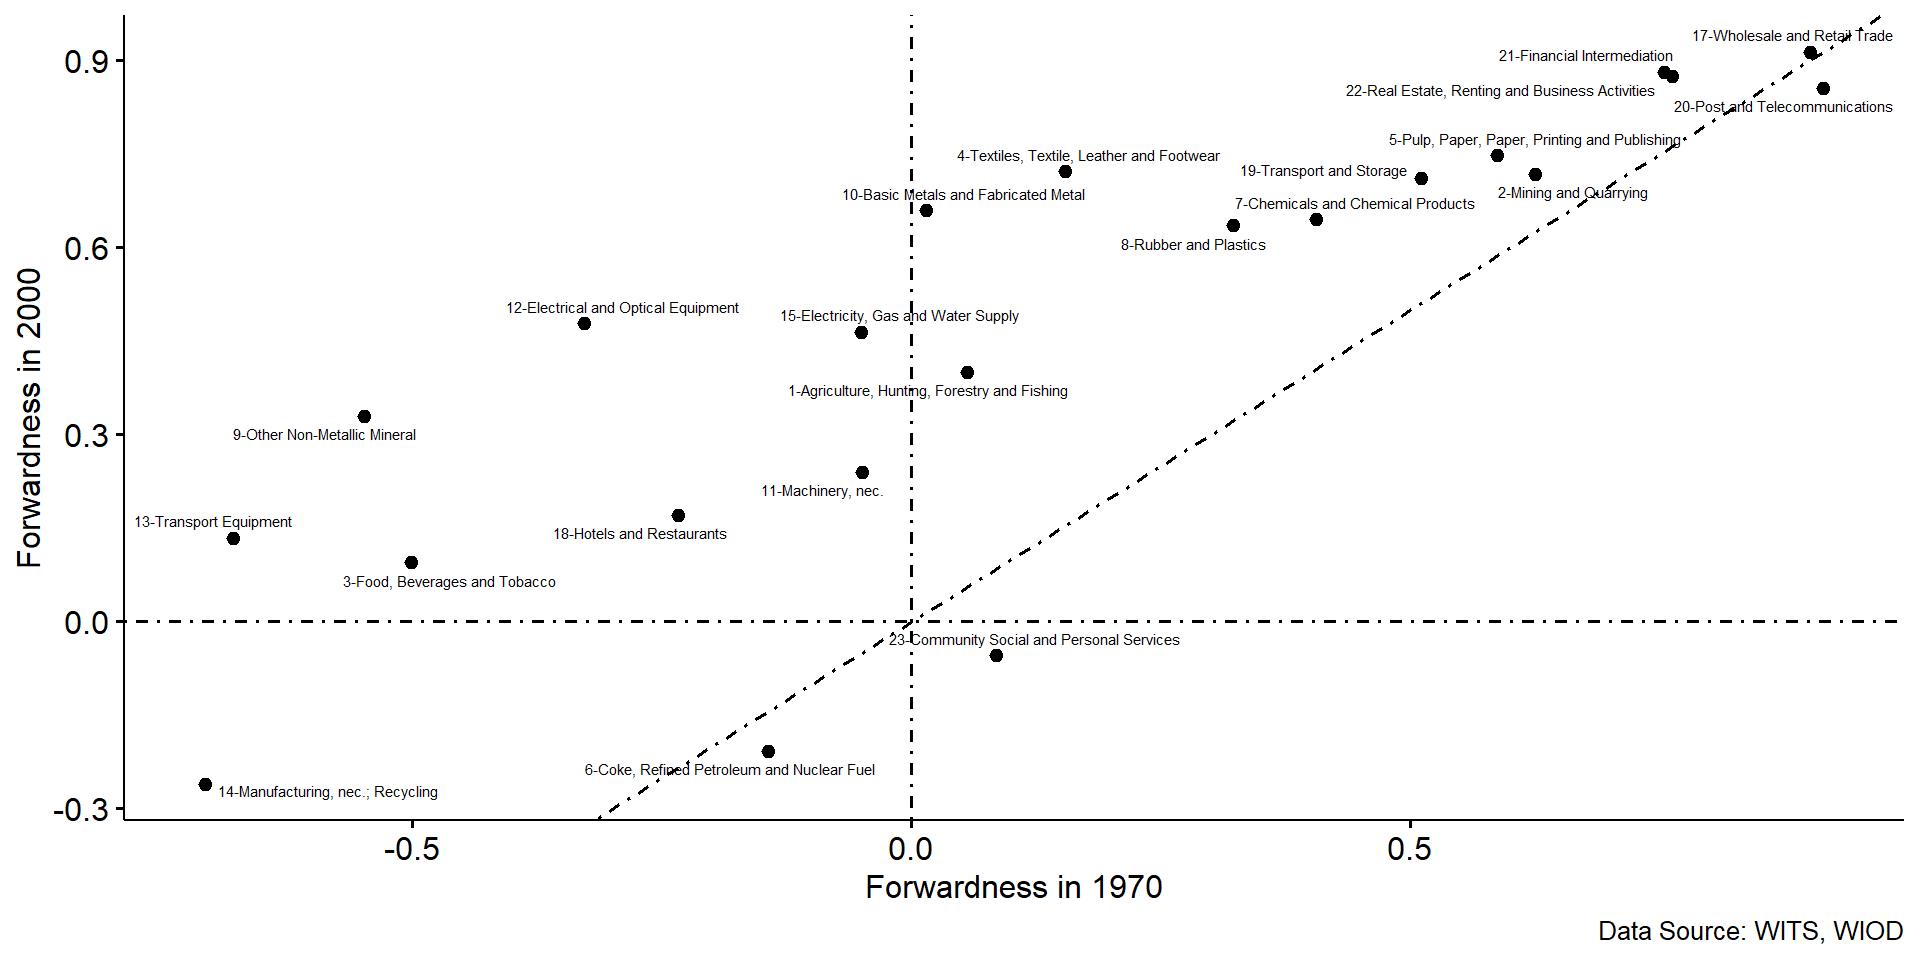 17-Wholesale and Retail Trade
0.9
21-Financial Intermediation
22-Real Estate, Renting and Business Activities
20-Post and Telecommunications
5-Pulp, Paper, Paper, Printing and Publishing
4-Textiles, Textile, Leather and Footwear
19-Transport and Storage
2-Mining and Quarrying
10-Basic Metals and Fabricated Metal
7-Chemicals and Chemical Products
8-Rubber and Plastics
0.6
12-Electrical and Optical Equipment
15-Electricity, Gas and Water Supply
1-Agriculture, Hunting, Forestry and Fishing
Forwardness in 2000
9-Other Non-Metallic Mineral
0.3
11-Machinery, nec.
13-Transport Equipment
18-Hotels and Restaurants
3-Food, Beverages and Tobacco
0.0
23-Community Social and Personal Services
6-Coke, Refined Petroleum and Nuclear Fuel
14-Manufacturing, nec.; Recycling
-0.3
-0.5
0.0
0.5
Forwardness in 1970
Data Source: WITS, WIOD